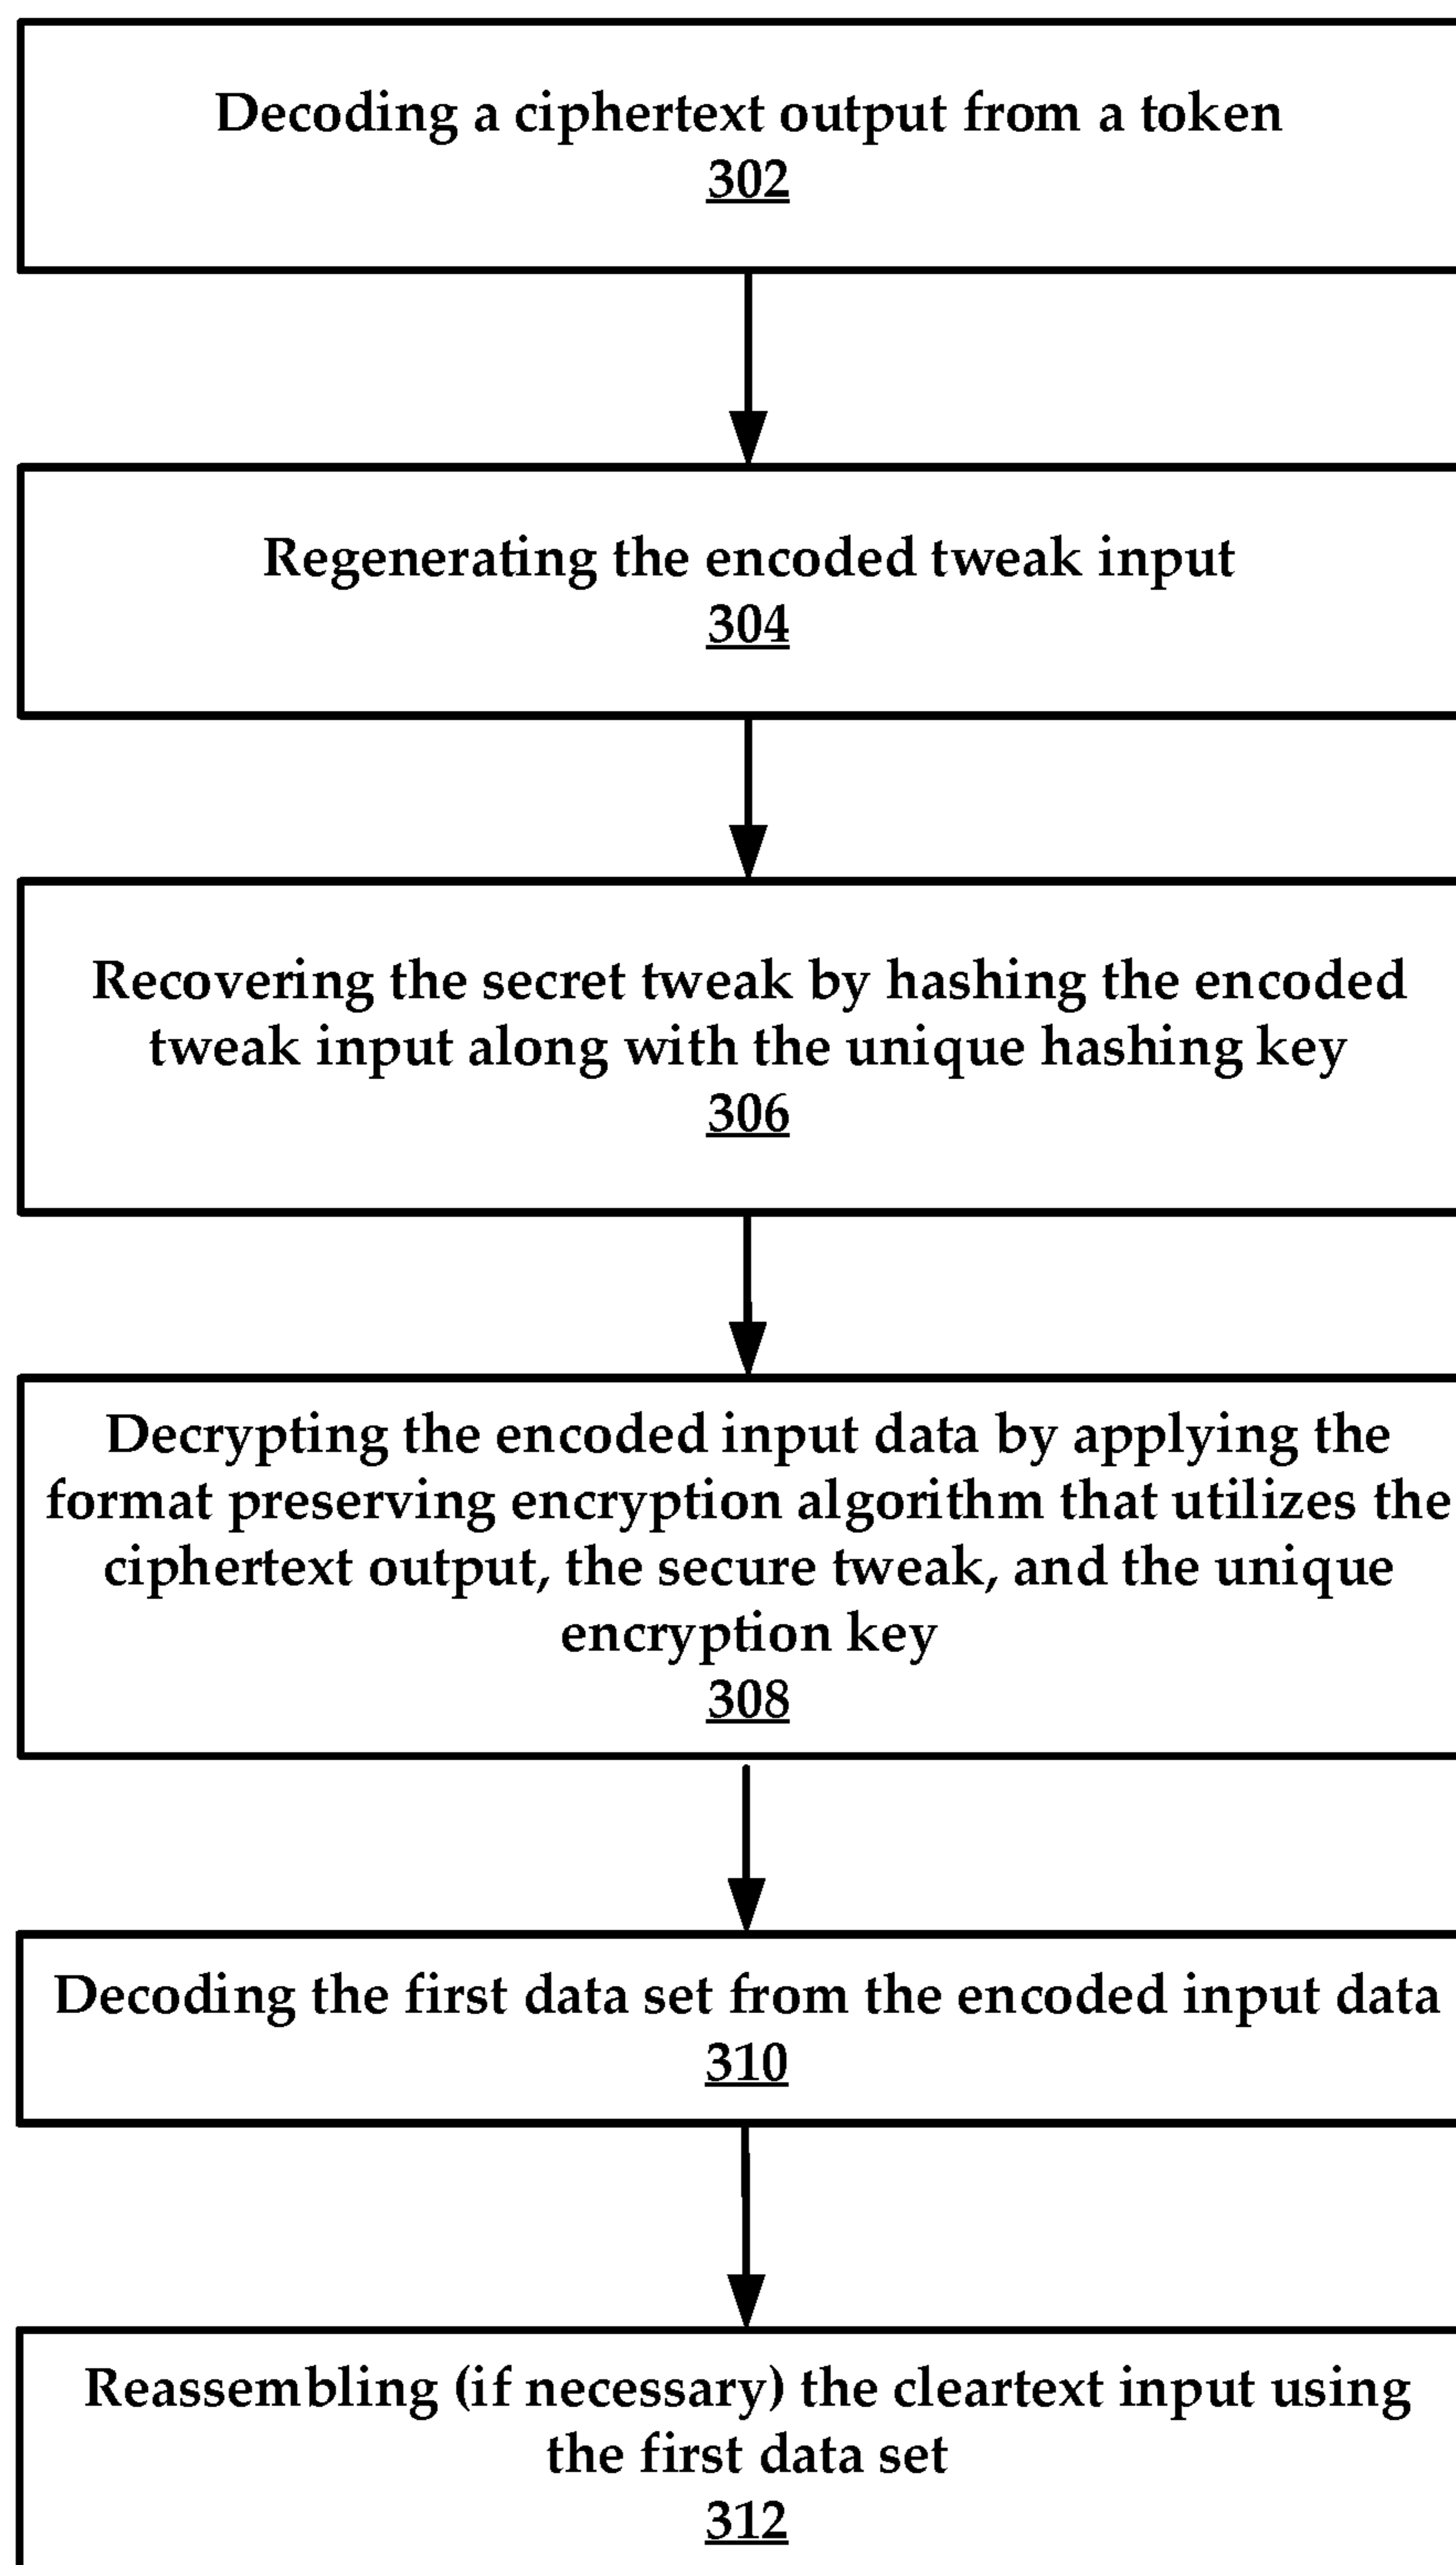 Decoding a ciphertext output from a token
302
Regenerating the encoded tweak input
304
Recovering the secret tweak by hashing the encoded
tweak input along with the unique hashing key
306
Decrypting the encoded input data by applying the
format preserving encryption algorithm that utilizes the
ciphertext output, the secure tweak, and the unique
encryption key
308
Decoding the first data set from the encoded input data
310
Reassembling (if necessary) the cleartext input using
the first data set
312